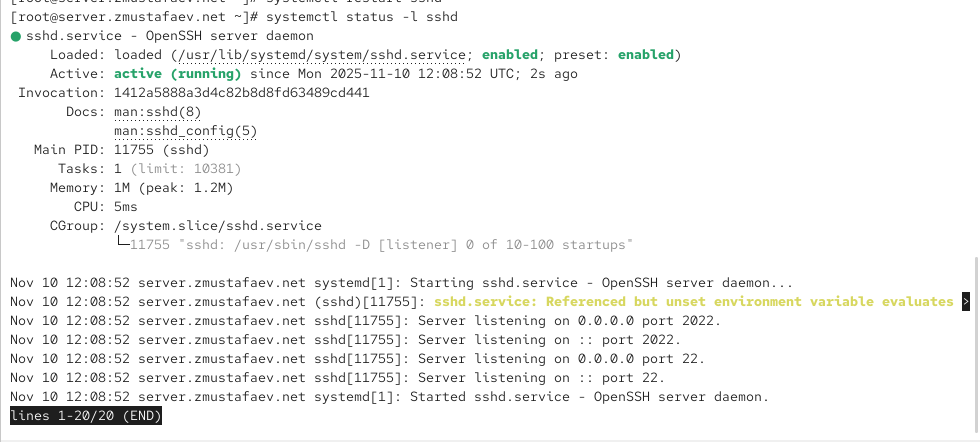 [root@server.zmustafaev.net ~]# systemctl restart sshd
[root@server.zmustafaev.net ~]# systemctl status -l sshd
● sshd.service - OpenSSH server daemon
     Loaded: loaded (/usr/lib/systemd/system/sshd.service; enabled; preset: enabled)
     Active: active (running) since Mon 2025-11-10 12:08:52 UTC; 2s ago
 Invocation: 1412a5888a3d4c82b8d8fd63489cd441
       Docs: man:sshd(8)
             man:sshd_config(5)
   Main PID: 11755 (sshd)
      Tasks: 1 (limit: 10381)
     Memory: 1M (peak: 1.2M)
        CPU: 5ms
     CGroup: /system.slice/sshd.service
             └─11755 "sshd: /usr/sbin/sshd -D [listener] 0 of 10-100 startups"

Nov 10 12:08:52 server.zmustafaev.net systemd[1]: Starting sshd.service - OpenSSH server daemon...
Nov 10 12:08:52 server.zmustafaev.net (sshd)[11755]: sshd.service: Referenced but unset environment variable evaluates >
Nov 10 12:08:52 server.zmustafaev.net sshd[11755]: Server listening on 0.0.0.0 port 2022.
Nov 10 12:08:52 server.zmustafaev.net sshd[11755]: Server listening on :: port 2022.
Nov 10 12:08:52 server.zmustafaev.net sshd[11755]: Server listening on 0.0.0.0 port 22.
Nov 10 12:08:52 server.zmustafaev.net sshd[11755]: Server listening on :: port 22.
Nov 10 12:08:52 server.zmustafaev.net systemd[1]: Started sshd.service - OpenSSH server daemon.
lines 1-20/20 (END)